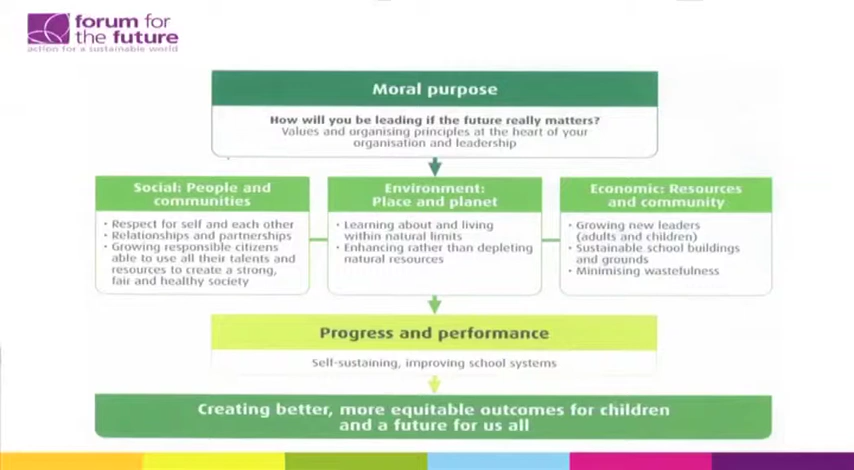 forum for
the future
action for a sustainable world
Moral purpose
How will you be leading if the future really matters?
Values and organising principles at the heart of your
organisation and leadership
Social: People and
communities
• Respect for self and each other
• Relationships and partnerships
• Growing responsible citizens
able to use all their talents and
resources to create a strong,
fair and healthy society
Environment:
Place and planet
• Learning about and living
within natural limits
• Enhancing rather than depleting
natural resources
Economic: Resources
and community
• Growing new leaders
(adults and children)
• Sustainable school buildings
and grounds
• Minimising wastefulness
Progress and performance
Self-sustaining, improving school systems
Creating better, more equitable outcomes for children
and a future for us all